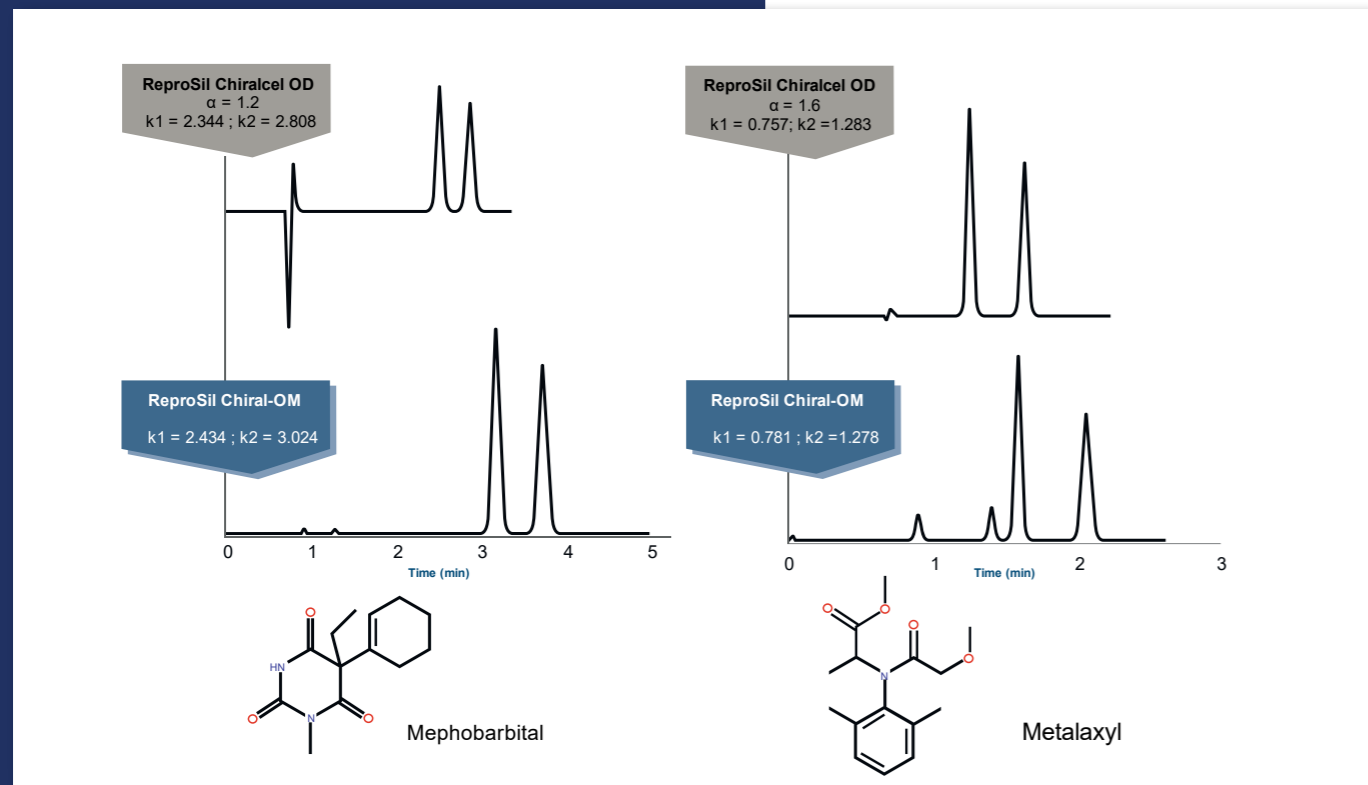 ReproSil Chiralcel OD
α = 1.2
k1 = 2.344 ; k2 = 2.808
ReproSil Chiral-OM
k1 = 2.434 ; k2 = 3.024
0 1 2 3 4 5
Time (min)
O
HN
O
N
O
Mephobarbital
ReproSil Chiralcel OD
α = 1.6
k1 = 0.757; k2 =1.283
ReproSil Chiral-OM
k1 = 0.781 ; k2 =1.278
0 1 2 3
Time (min)
O
O
O
O
N
Metalaxyl